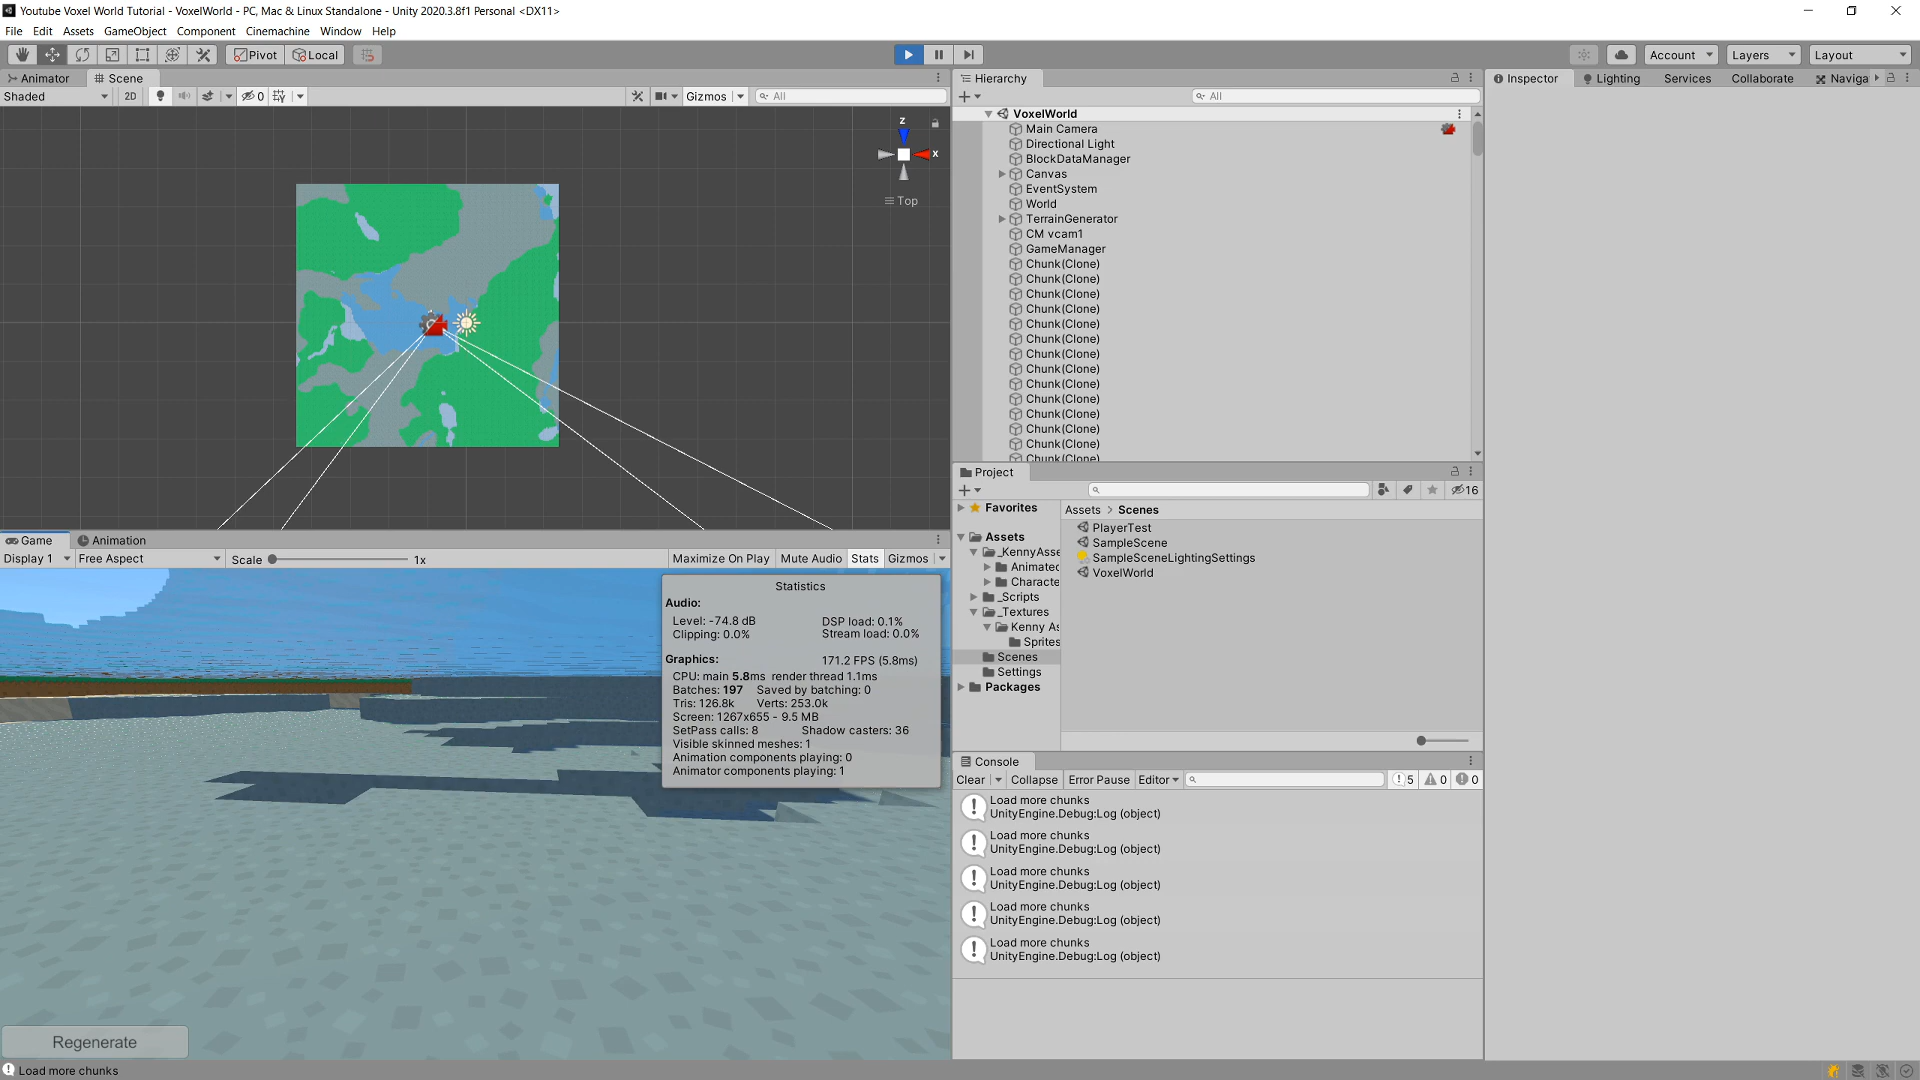 Youtube Voxel World Tutorial - VoxelWorld - PC, Mac & Linux Standalone - Unity 2020.3.8f1 Personal <DX11>
File Edit Assets GameObject Component Cinemachine Window Help
Pivot Local
Account Layers Layout
Animator Scene
Shaded 2D 0 Gizmos All
z
x
Top
Hierarchy
All
VoxelWorld
Main Camera
Directional Light
BlockDataManager
Canvas
EventSystem
World
TerrainGenerator
CM vcam1
GameManager
Chunk(Clone)
Chunk(Clone)
Chunk(Clone)
Chunk(Clone)
Chunk(Clone)
Chunk(Clone)
Chunk(Clone)
Chunk(Clone)
Chunk(Clone)
Chunk(Clone)
Chunk(Clone)
Chunk(Clone)
Chunk(Clone)
Chunk(Clone)
Inspector Lighting Services Collaborate Naviga
Project
16
Favorites
Assets
_KennyAsse
Animated
Characte
_Scripts
_Textures
Kenny As
Sprites
Scenes
Settings
Packages
Assets > Scenes
PlayerTest
SampleScene
SampleSceneLightingSettings
VoxelWorld
Game Animation
Display 1 Free Aspect Scale 1x Maximize On Play Mute Audio Stats Gizmos
Statistics
Audio:
Level: -74.8 dB DSP load: 0.1%
Clipping: 0.0% Stream load: 0.0%
Graphics: 171.2 FPS (5.8ms)
CPU: main 5.8ms render thread 1.1ms
Batches: 197 Saved by batching: 0
Tris: 126.8k Verts: 253.0k
Screen: 1267x655 - 9.5 MB
SetPass calls: 8 Shadow casters: 36
Visible skinned meshes: 1
Animation components playing: 0
Animator components playing: 1
Regenerate
Console
Clear Collapse Error Pause Editor 5 0 0
Load more chunks
UnityEngine.Debug:Log (object)
Load more chunks
UnityEngine.Debug:Log (object)
Load more chunks
UnityEngine.Debug:Log (object)
Load more chunks
UnityEngine.Debug:Log (object)
Load more chunks
UnityEngine.Debug:Log (object)
Load more chunks